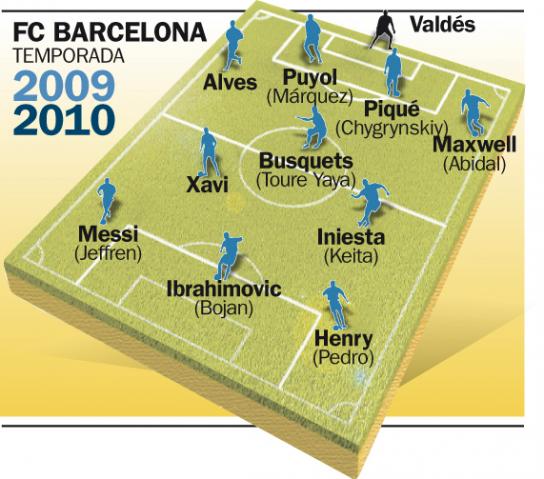 FC BARCELONA
TEMPORADA
2009
2010
Valdés
Alves
Puyol
(Márquez)
Piqué
(Chygrynskiy)
Maxwell
(Abidal)
Busquets
(Toure Yaya)
Xavi
Messi
(Jeffren)
Iniesta
(Keita)
Ibrahimovic
(Bojan)
Henry
(Pedro)